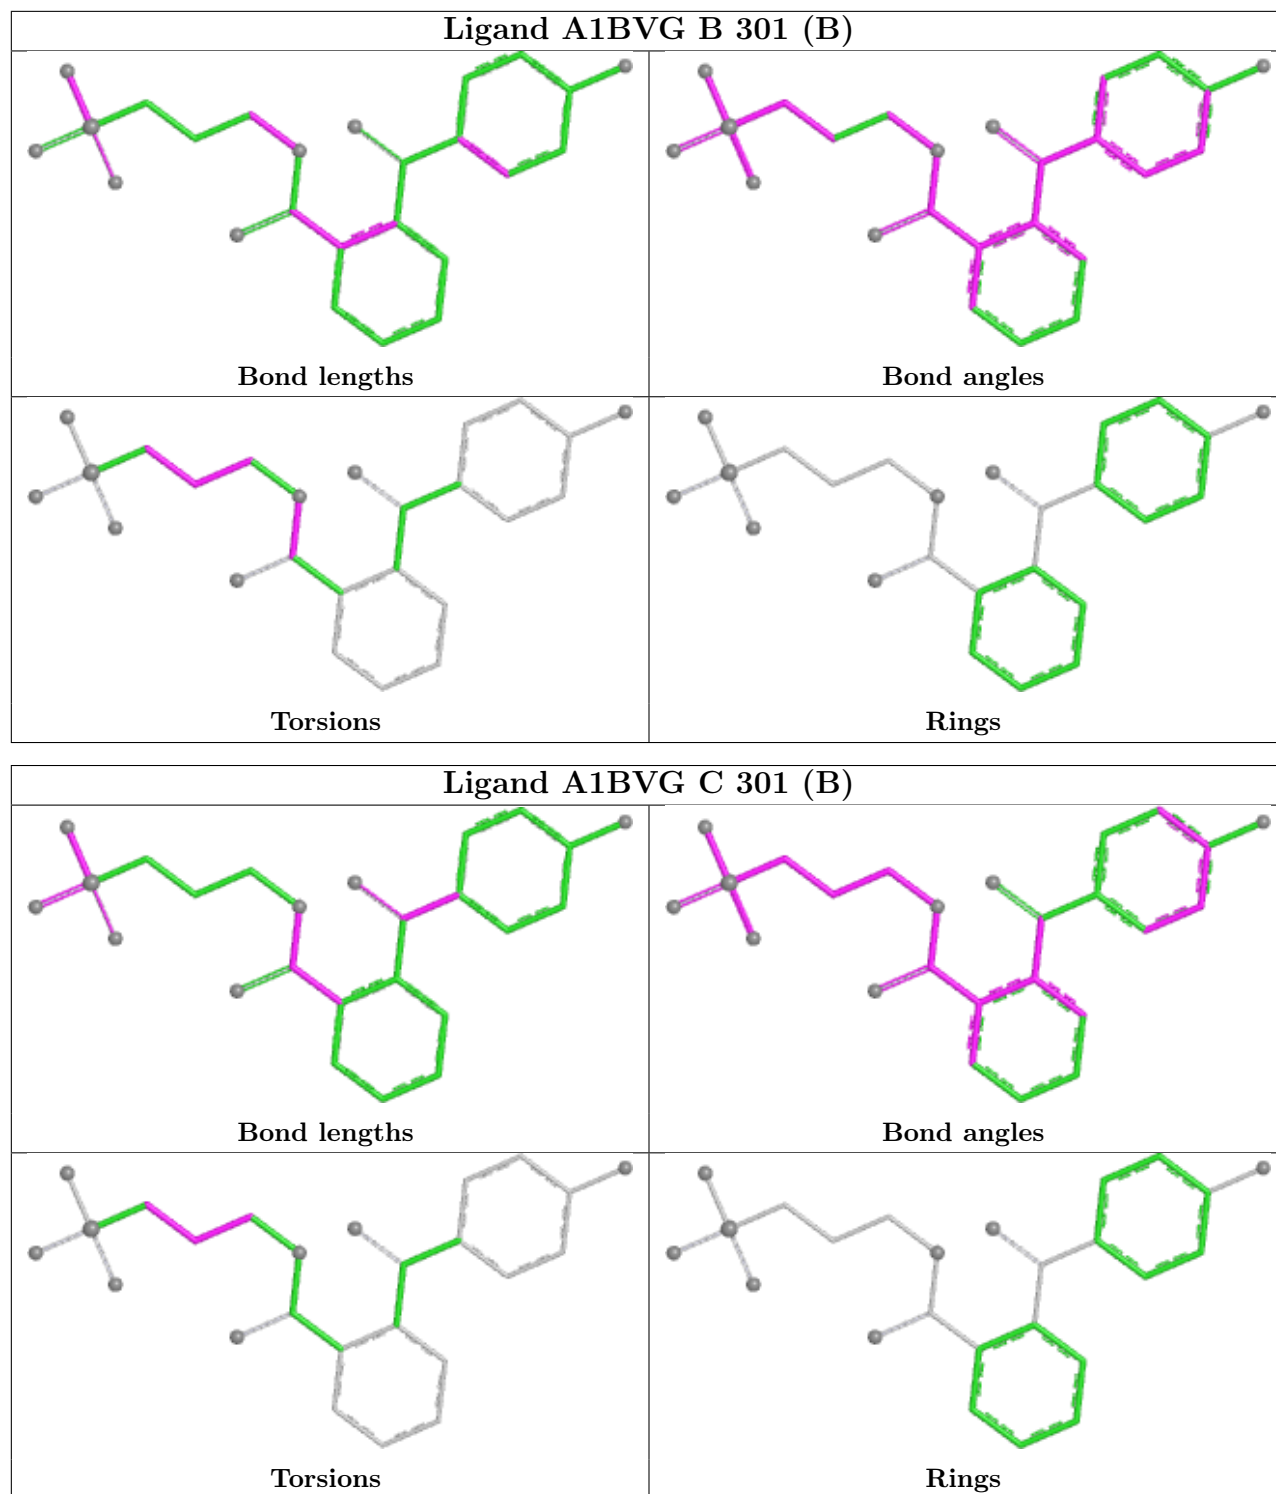 Ligand A1BVG B 301 (B)
Bond lengths
Bond angles
Torsions
Rings
Ligand A1BVG C 301 (B)
Bond lengths
Bond angles
Torsions
Rings